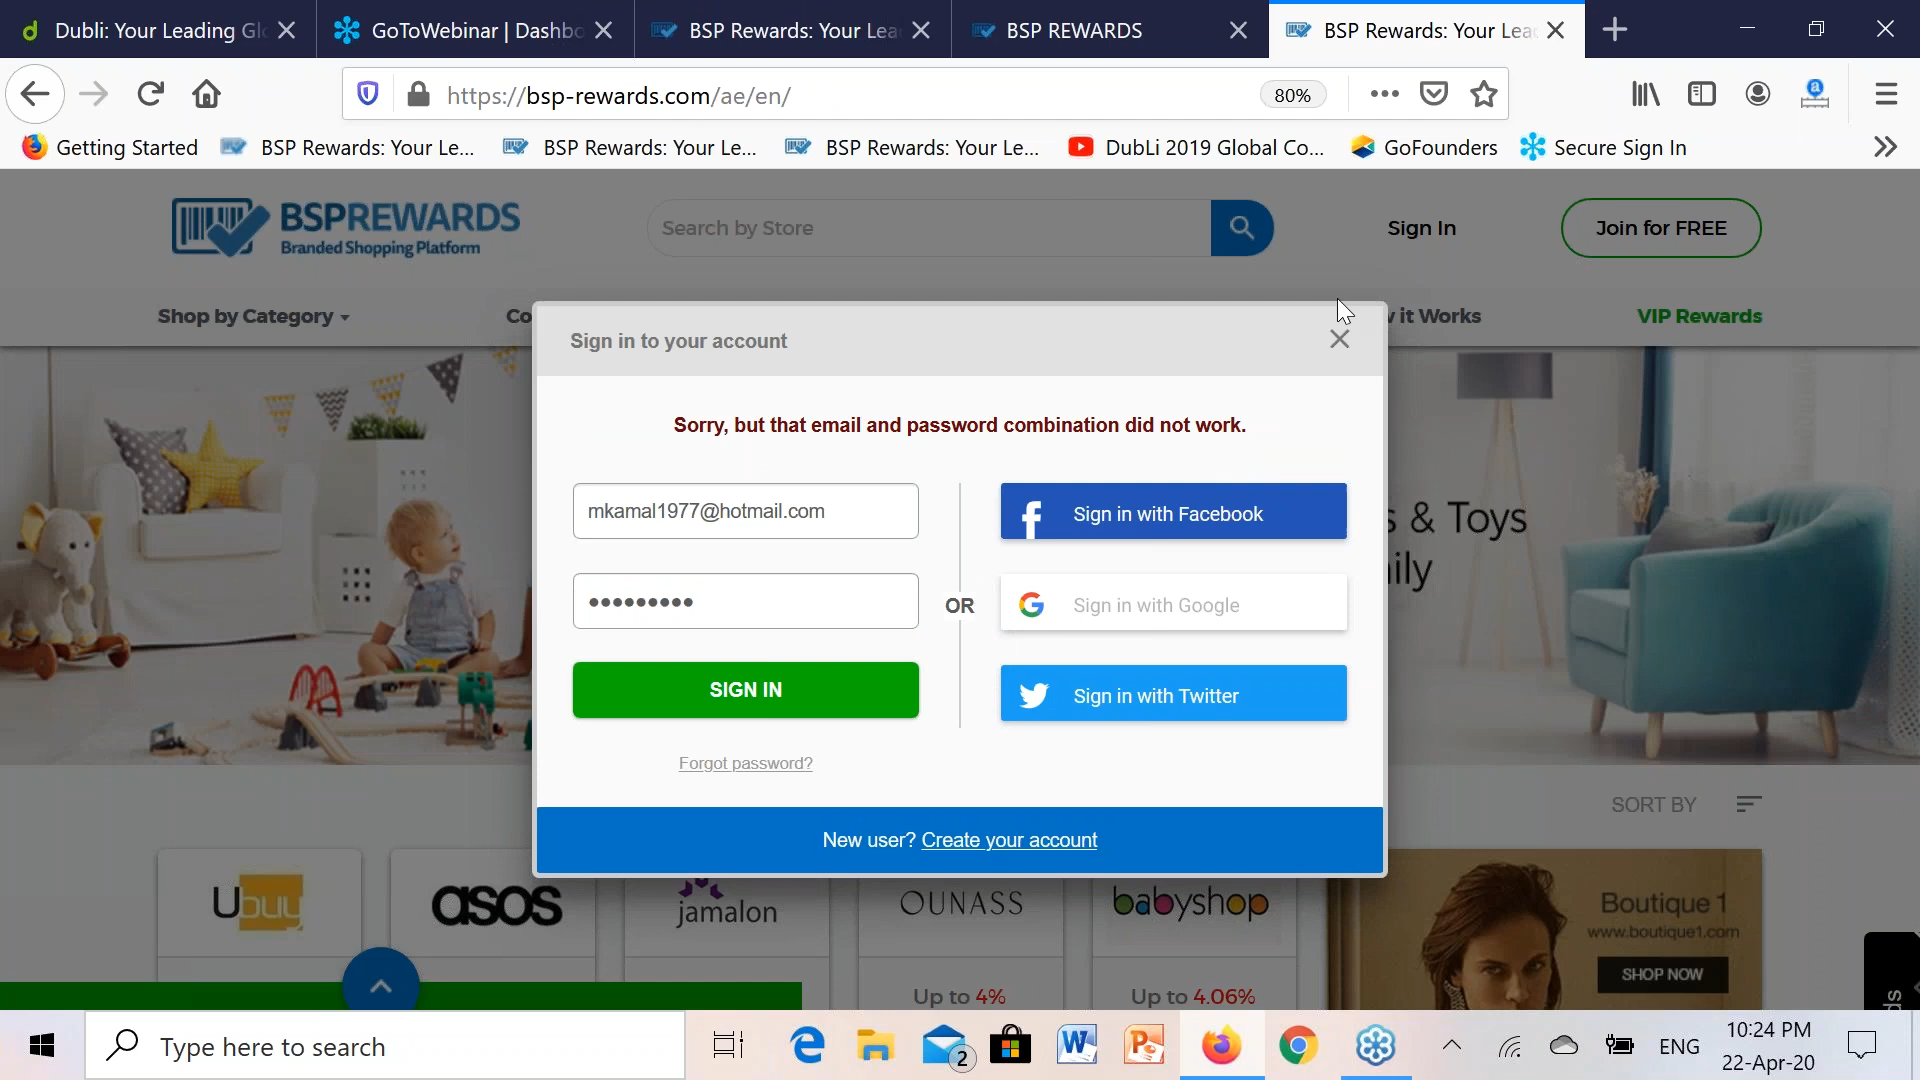 Dubli: Your Leading Gl
GoToWebinar | Dashbo
BSP Rewards: Your Lea
BSP REWARDS
BSP Rewards: Your Lea
https://bsp-rewards.com/ae/en/
80%
Getting Started
BSP Rewards: Your Le...
BSP Rewards: Your Le...
BSP Rewards: Your Le...
DubLi 2019 Global Co...
GoFounders
Secure Sign In
BSPREWARDS
Branded Shopping Platform
Search by Store
Sign In
Join for FREE
Shop by Category
Co
it Works
VIP Rewards
Sign in to your account
Sorry, but that email and password combination did not work.
mkamal1977@hotmail.com
SIGN IN
Forgot password?
OR
Sign in with Facebook
Sign in with Google
Sign in with Twitter
New user? Create your account
s & Toys
ily
SORT BY
Ubuy
asos
jamalon
OUNASS
babyshop
Up to 4%
Up to 4.06%
Boutique 1
www.boutique1.com
SHOP NOW
ds
Type here to search
2
ENG
10:24 PM
22-Apr-20